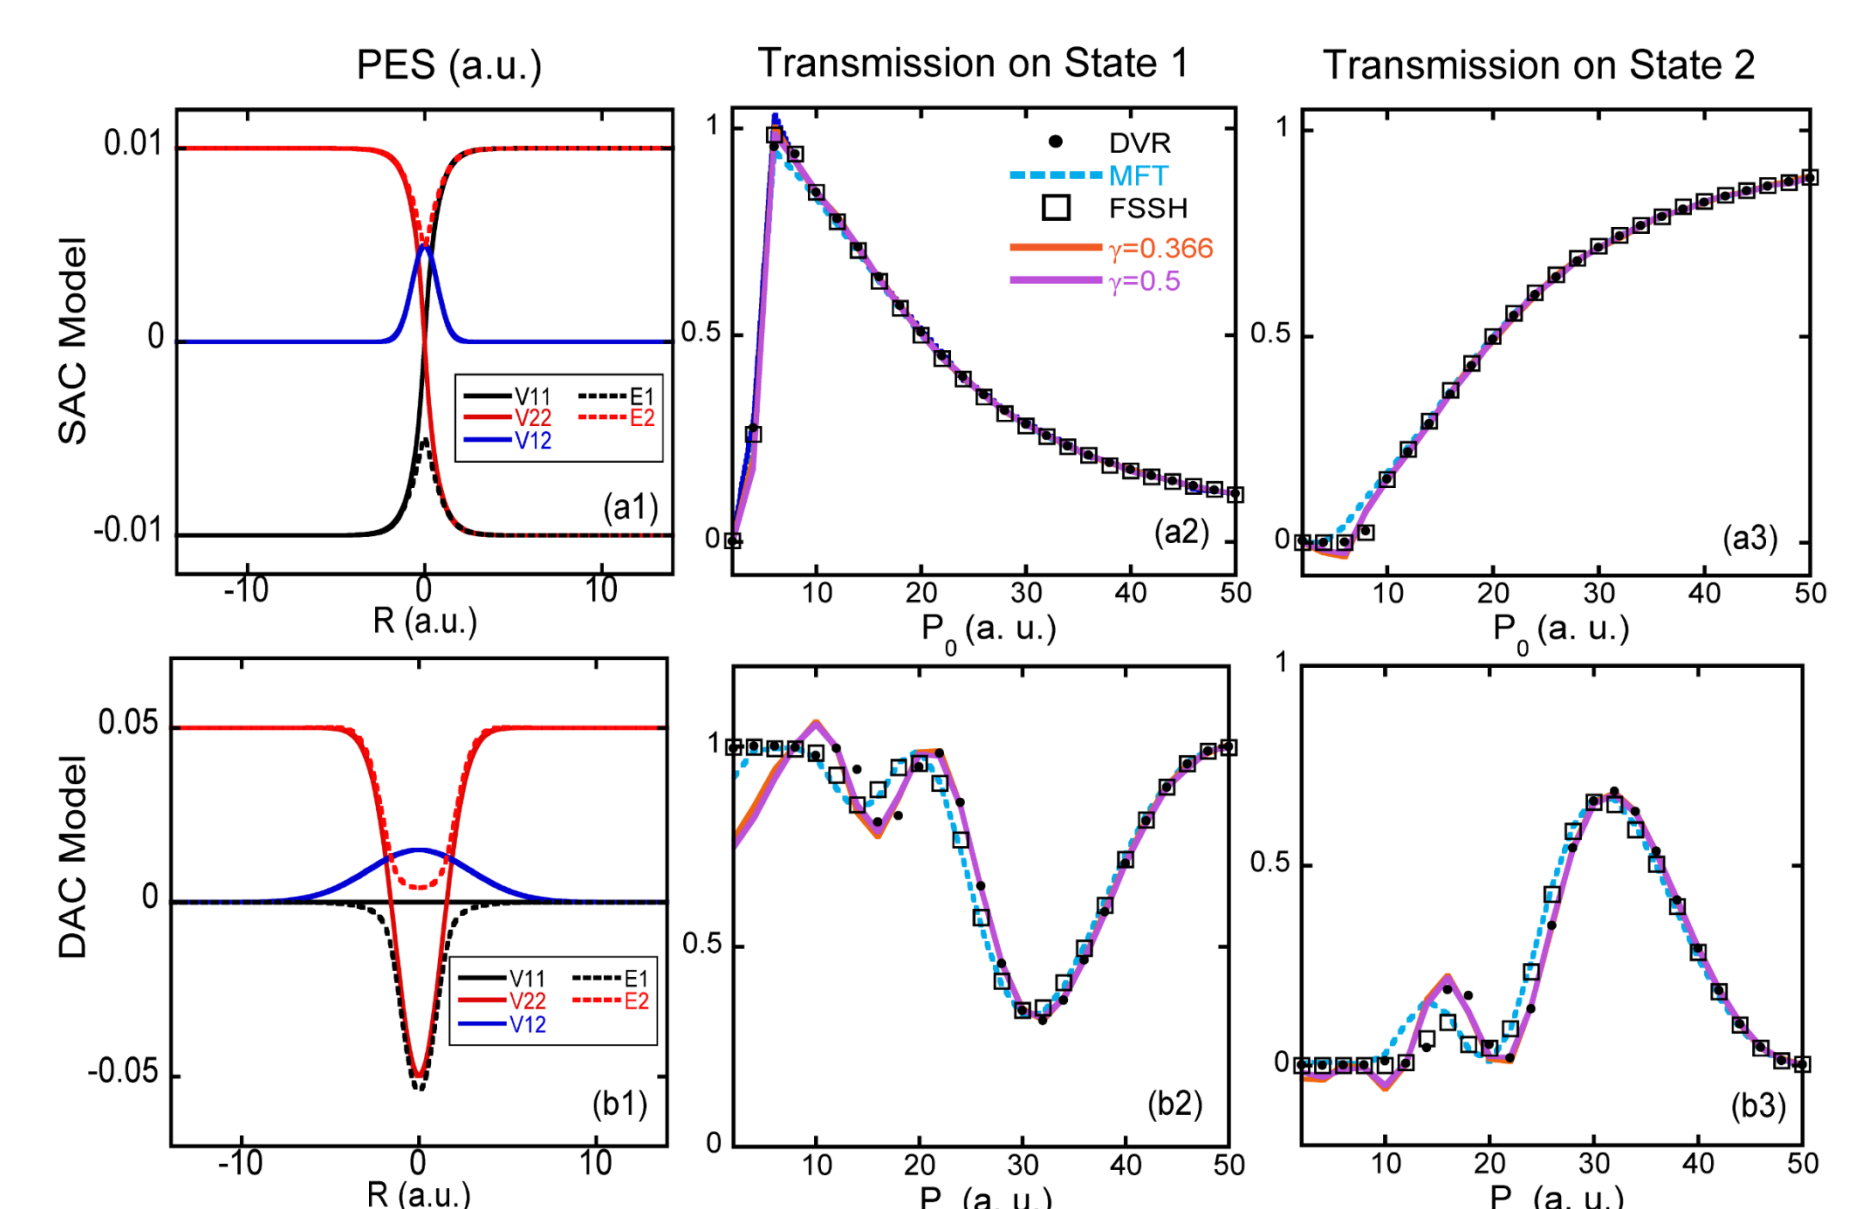 PES (a.u.)
Transmission on State 1
Transmission on State 2
SAC Model
0.01
0
-0.01
V11 E1
V22 E2
V12
(a1)
-10 0 10
R (a.u.)
1
0.5
0
DVR
MFT
FSSH
γ=0.366
γ=0.5
(a2)
10 20 30 40 50
P0 (a. u.)
1
0.5
0
(a3)
10 20 30 40 50
P0 (a. u.)
DAC Model
0.05
0
-0.05
V11 E1
V22 E2
V12
(b1)
-10 0 10
R (a.u.)
1
0.5
0
(b2)
10 20 30 40 50
P (a. u.)
1
0.5
0
(b3)
10 20 30 40 50
P (a. u.)